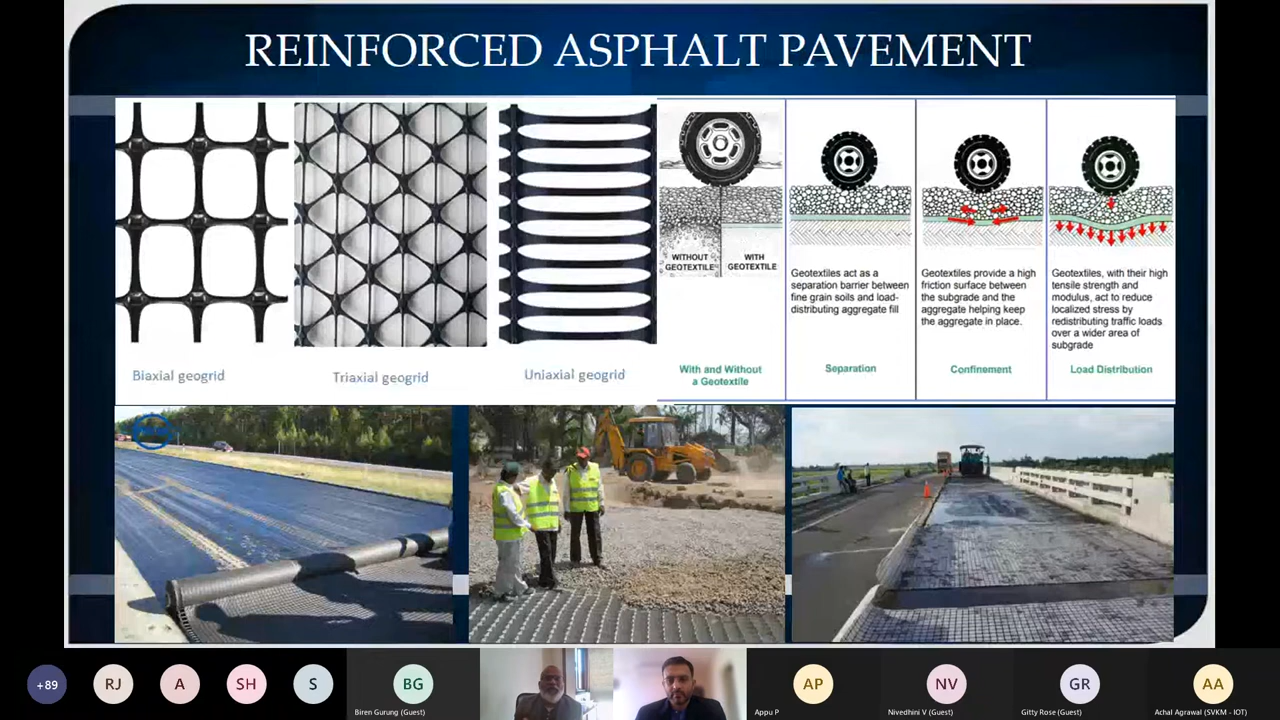 REINFORCED ASPHALT PAVEMENT
Biaxial geogrid
Triaxial geogrid
Uniaxial geogrid
WITHOUT
GEOTEXTILE
WITH
GEOTEXTILE
With and Without
a Geotextile
Geotextiles act as a
separation barrier between
fine grain soils and load-
distributing aggregate fill
Separation
Geotextiles provide a high
friction surface between
the subgrade and the
aggregate helping keep
the aggregate in place.
Confinement
Geotextiles, with their high
tensile strength and
modulus, act to reduce
localized stress by
redistributing traffic loads
over a wider area of
subgrade
Load Distribution
+89
RJ
A
SH
S
BG
Biren Gurung (Guest)
AP
Appu P
NV
Nivedhini V (Guest)
GR
Gitty Rose (Guest)
AA
Achal Agrawal (SVKM - IOT)